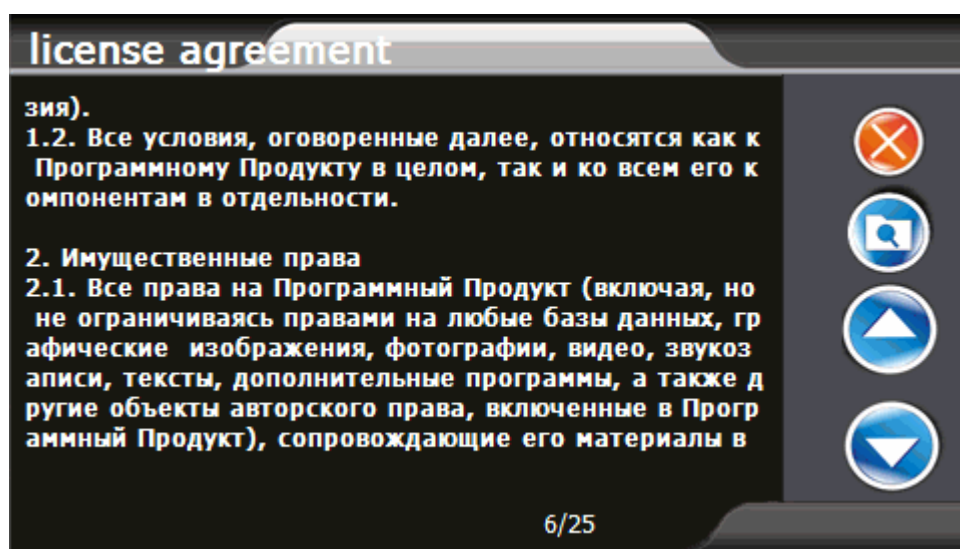 license agreement
зия).
1.2. Все условия, оговоренные далее, относятся как к
Программному Продукту в целом, так и ко всем его к
омпонентам в отдельности.
2. Имущественные права
2.1. Все права на Программный Продукт (включая, но
не ограничиваясь правами на любые базы данных, гр
афические  изображения, фотографии, видео, звукоз
аписи, тексты, дополнительные программы, а также д
ругие объекты авторского права, включенные в Прогр
аммный Продукт), сопровождающие его материалы в
6/25